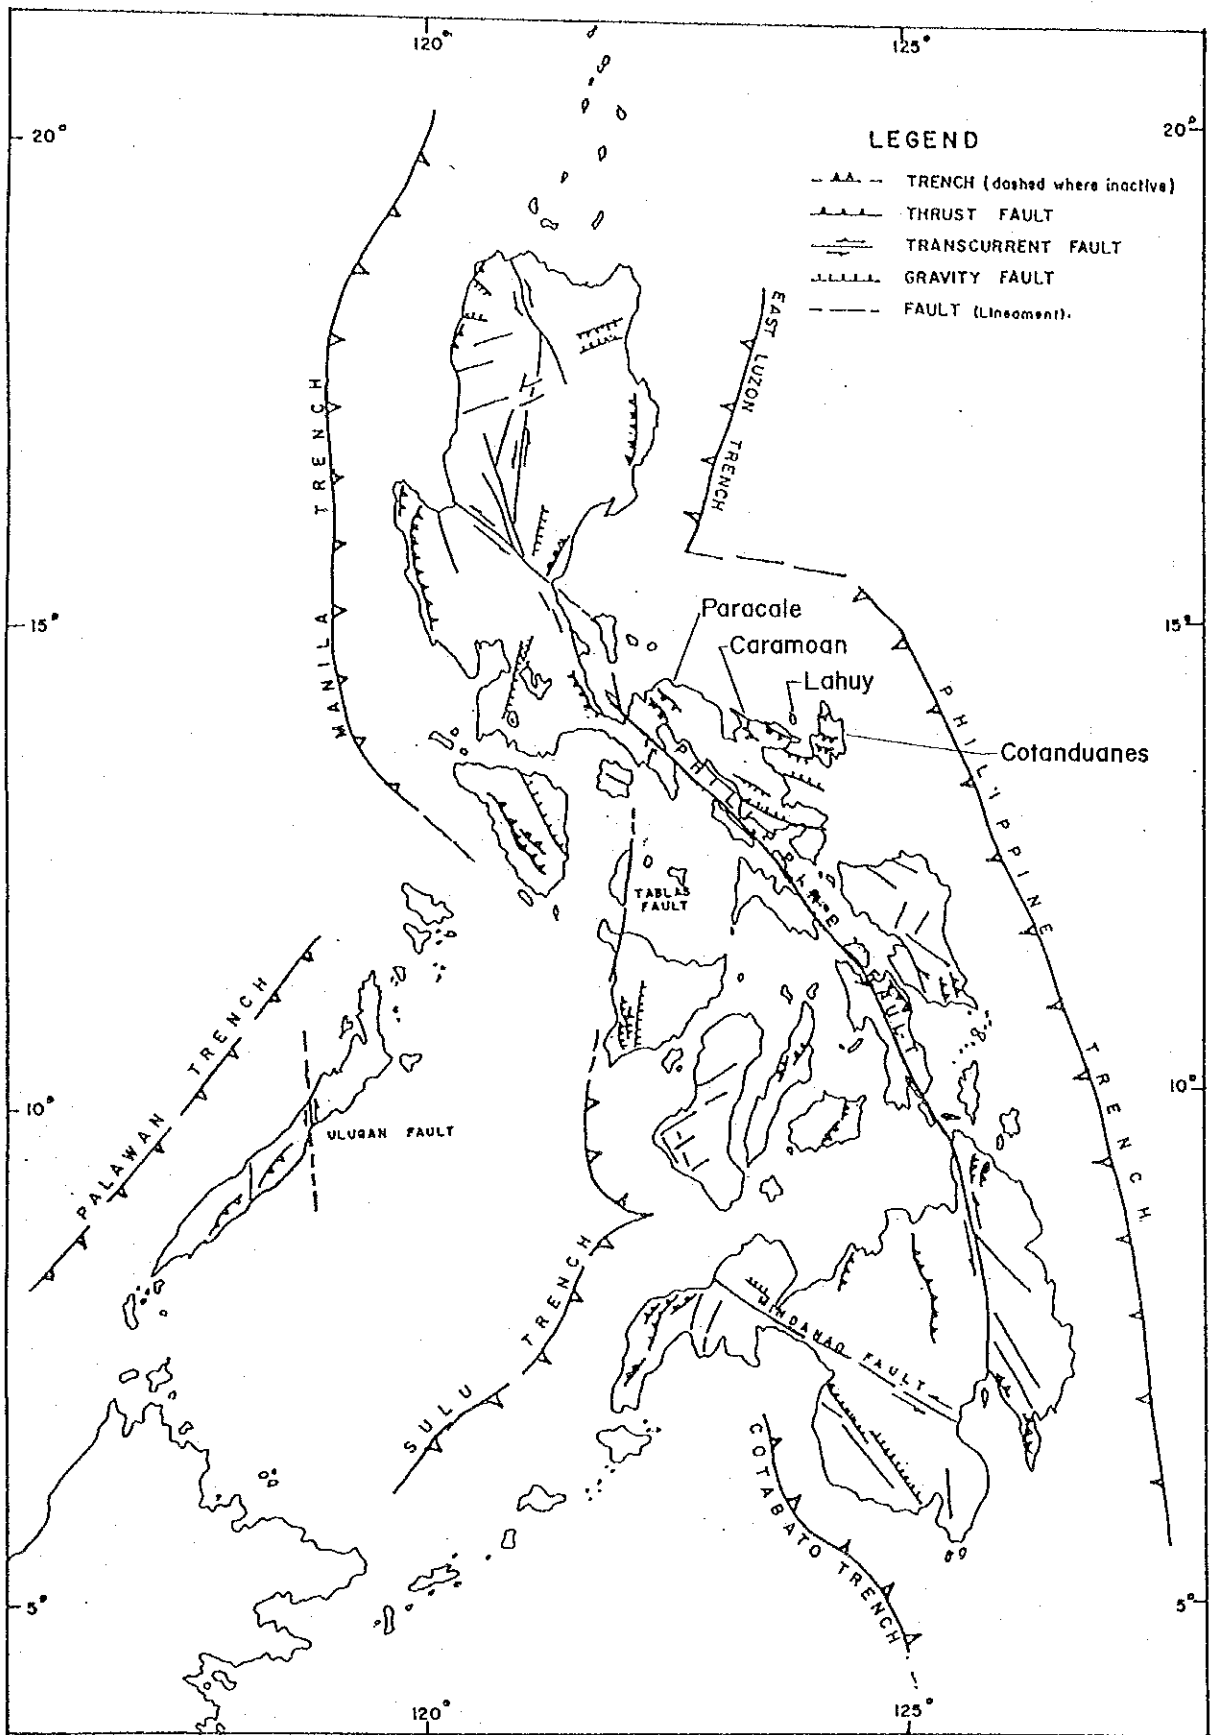 120°
125°
20°
20°
LEGEND
TRENCH (dashed where inactive)
THRUST FAULT
TRANSCURRENT FAULT
GRAVITY FAULT
FAULT (Lineament).
EAST LUZON TRENCH
MANILA TRENCH
15°
15°
Paracale
Caramoan
Lahuy
Cotanduanes
PHILIPPINE TRENCH
PHILIPPINE FAULT
TABLAS
FAULT
PALAWAN TRENCH
10°
10°
ULUGAN FAULT
SULU TRENCH
MINDANAO FAULT
COTABATO TRENCH
5°
5°
120°
125°